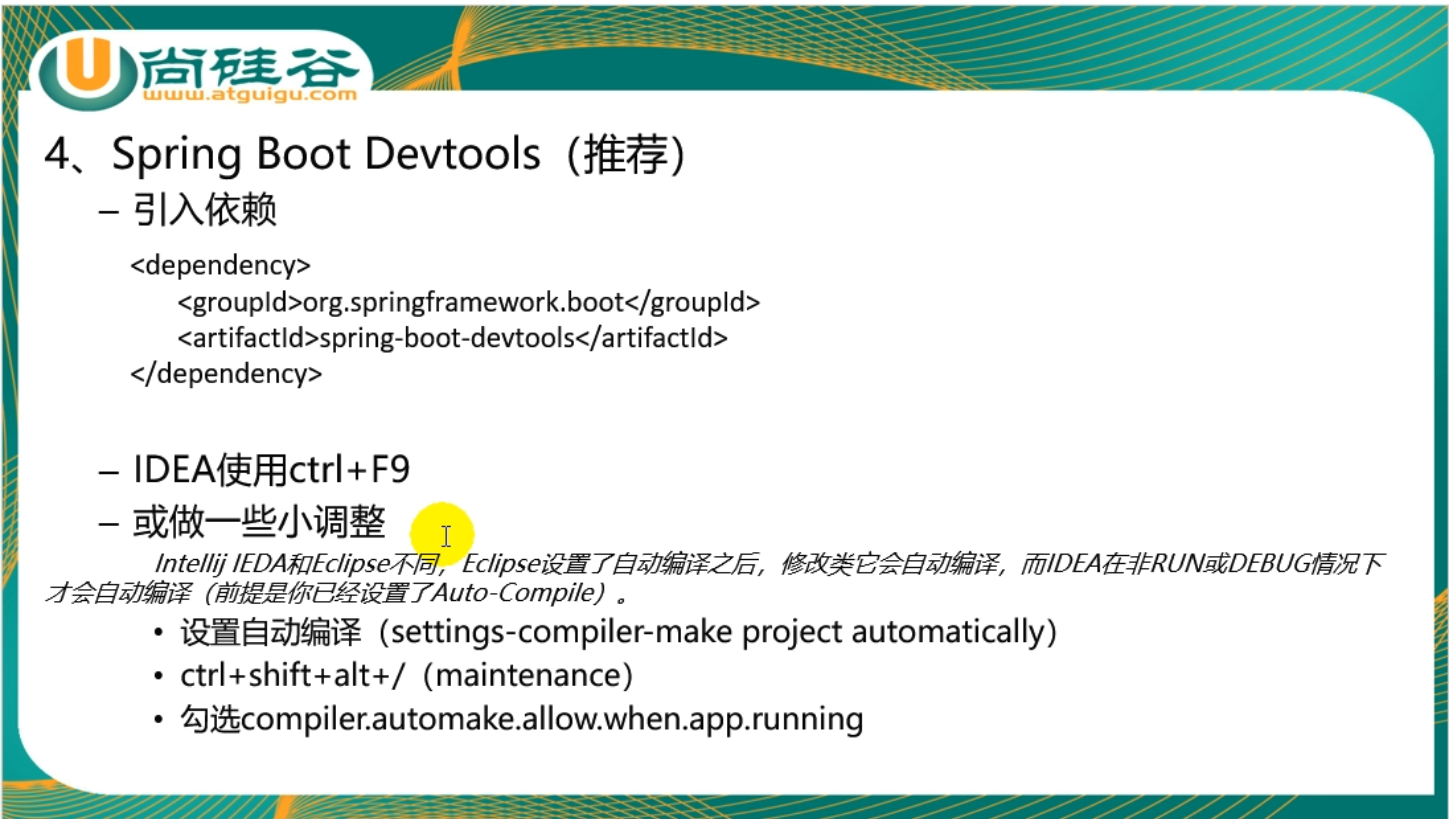 尚硅谷
www.atguigu.com
4、Spring Boot Devtools（推荐）
– 引入依赖
<dependency>
<groupId>org.springframework.boot</groupId>
<artifactId>spring-boot-devtools</artifactId>
</dependency>
– IDEA使用ctrl+F9
– 或做一些小调整
Intellij IEDA和Eclipse不同，Eclipse设置了自动编译之后，修改类它会自动编译，而IDEA在非RUN或DEBUG情况下
才会自动编译（前提是你已经设置了Auto-Compile）。
• 设置自动编译（settings-compiler-make project automatically）
• ctrl+shift+alt+/（maintenance）
• 勾选compiler.automake.allow.when.app.running